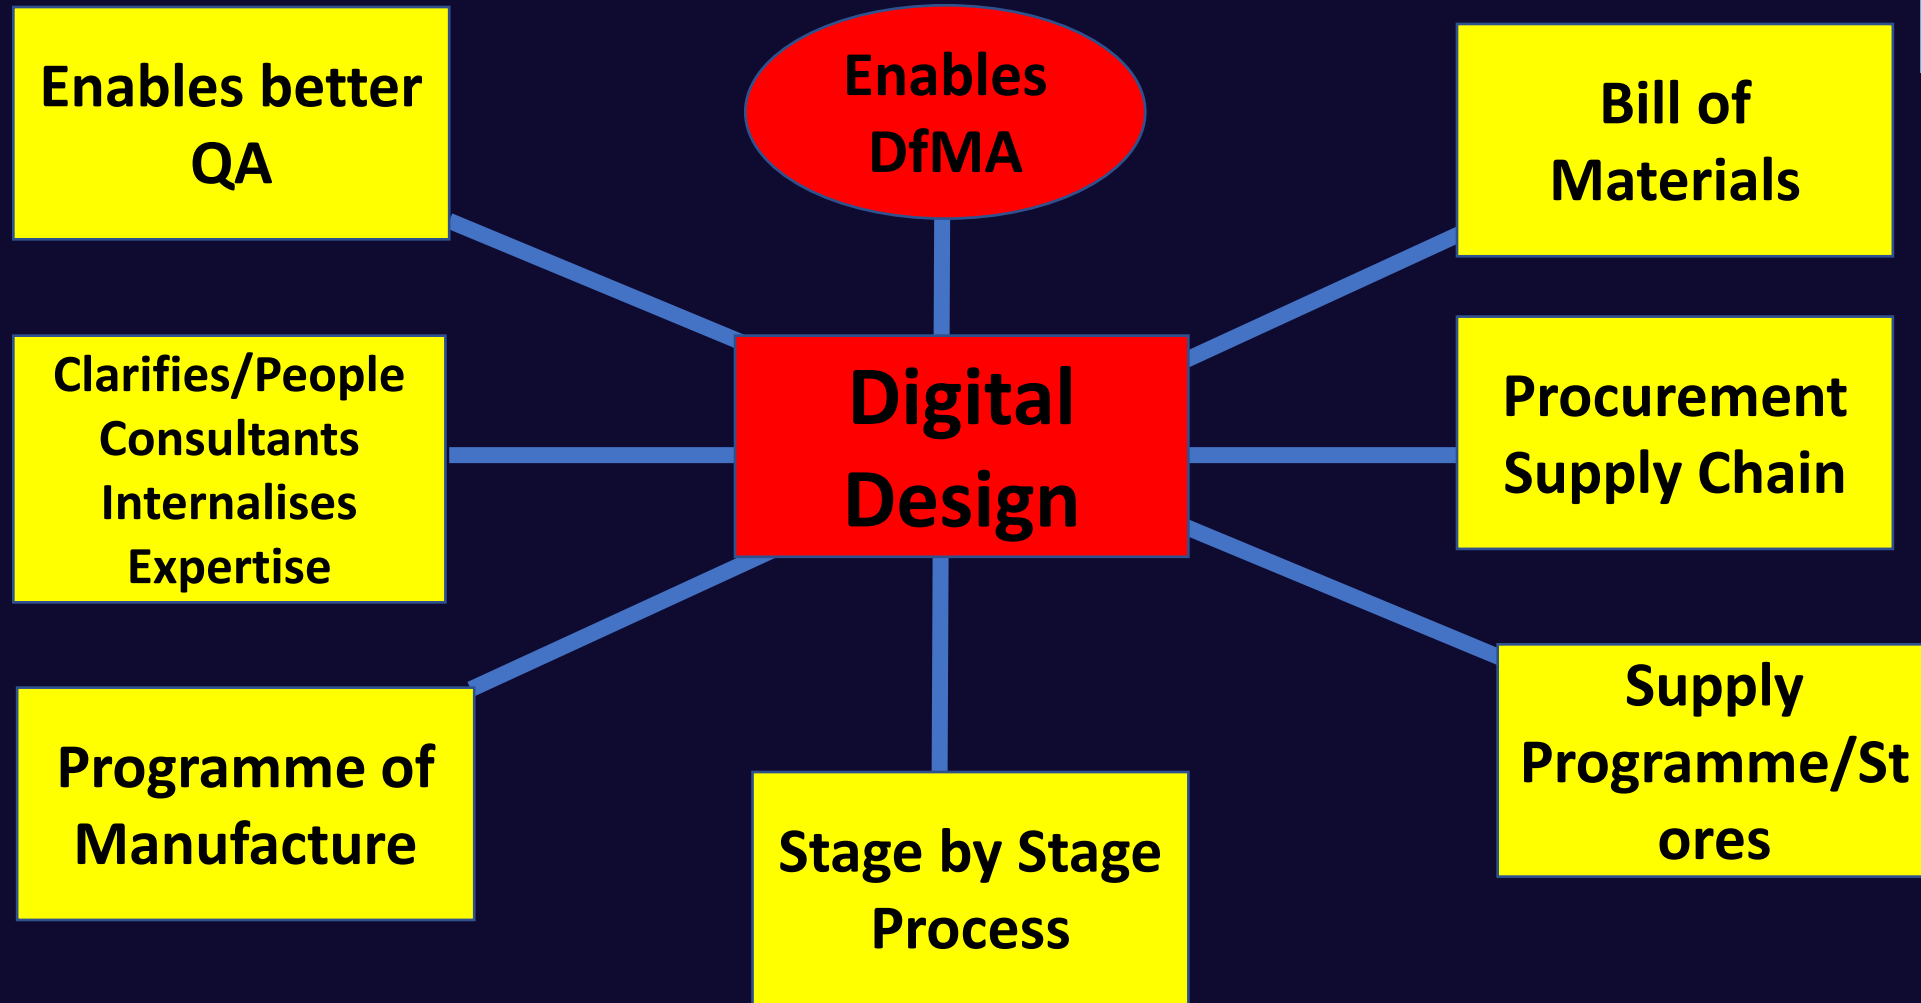 Enables better
QA
Enables
DfMA
Bill of
Materials
Clarifies/People
Consultants
Internalises
Expertise
Digital
Design
Procurement
Supply Chain
Programme of
Manufacture
Stage by Stage
Process
Supply
Programme/St
ores